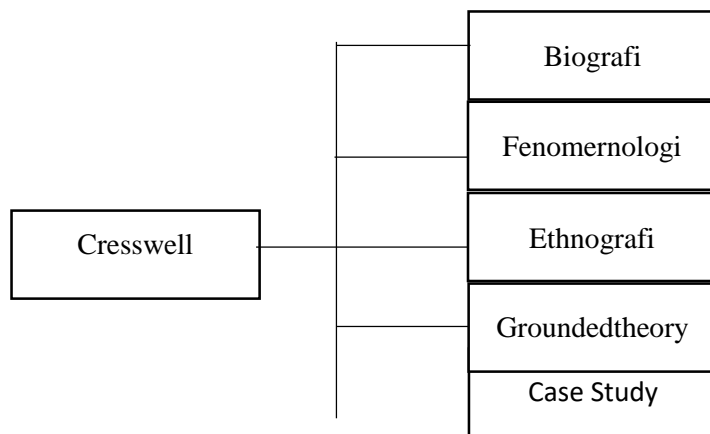 Biografi
Fenomernologi
Cresswell
Ethnografi
Groundedtheory
Case Study